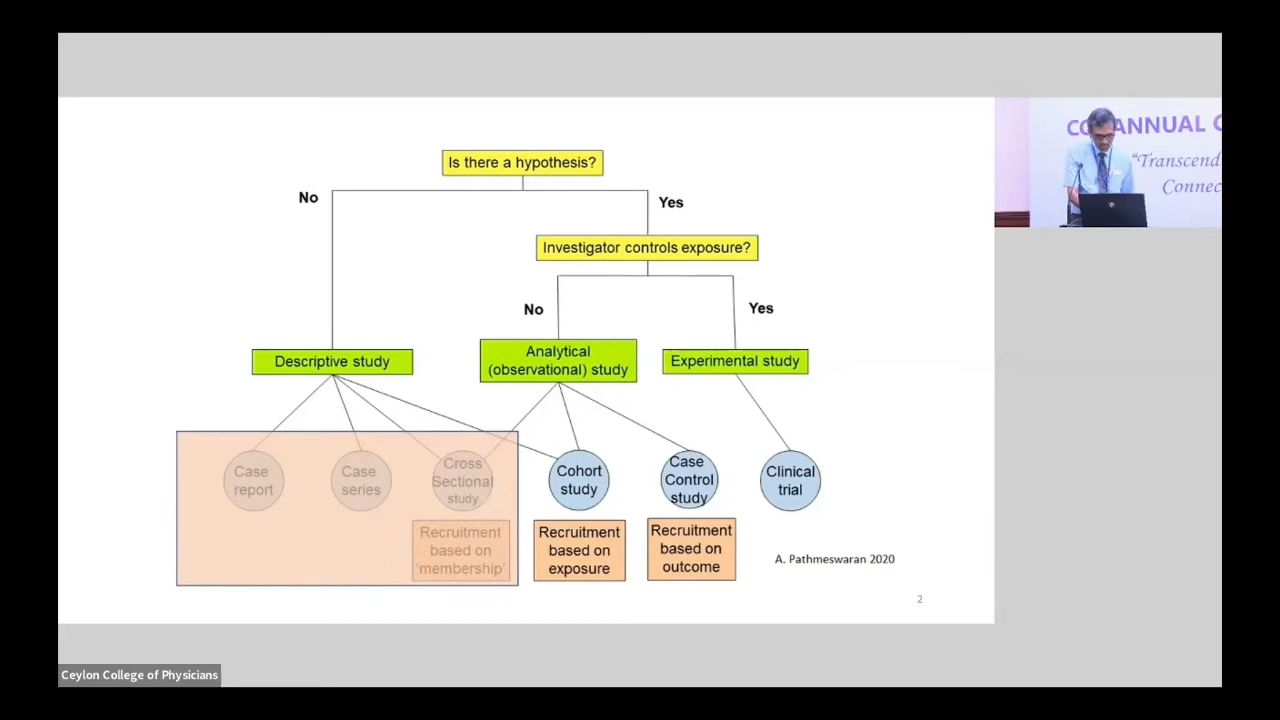 Is there a hypothesis?
No
Yes
Investigator controls exposure?
No
Yes
Descriptive study
Analytical
(observational) study
Experimental study
Case
report
Case
series
Cross
Sectional
study
Cohort
study
Case
Control
study
Clinical
trial
Recruitment
based on
'membership'
Recruitment
based on
exposure
Recruitment
based on
outcome
A. Pathmeswaran 2020
2
ANNUAL
"Transcend
Connec
Ceylon College of Physicians